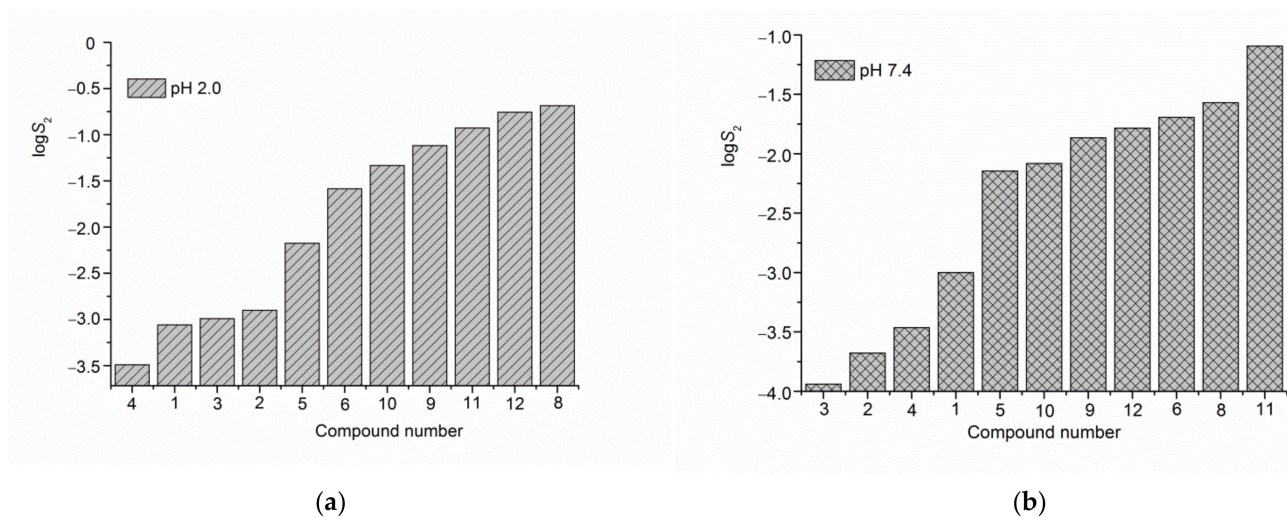 0
−0.5
−1.0
−1.5
−2.0
−2.5
−3.0
−3.5
logS2
pH 2.0
4 1 3 2 5 6 10 9 11 12 8
Compound number
(a)
−1.0
−1.5
−2.0
−2.5
−3.0
−3.5
−4.0
logS2
pH 7.4
3 2 4 1 5 10 9 12 6 8 11
Compound number
(b)